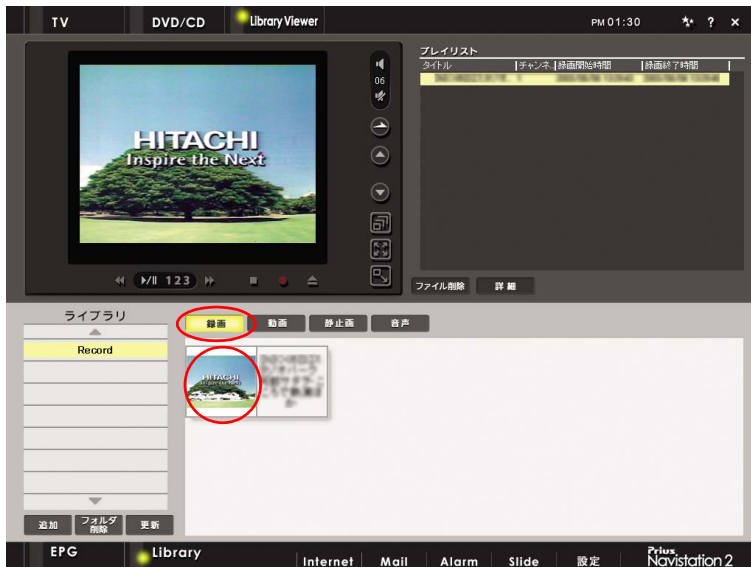 TV DVD/CD Library Viewer PM 01:30 ? ×
HITACHI
Inspire the Next
06
123
プレイリスト
タイトル チャンネ.. 録画開始時間 録画終了時間
ファイル削除 詳細
ライブラリ
Record
追加 フォルダ削除 更新
録画 動画 静止画 音声
HITACHI
EPG Library Internet Mail Alarm Slide 設定 Prius Navistation 2